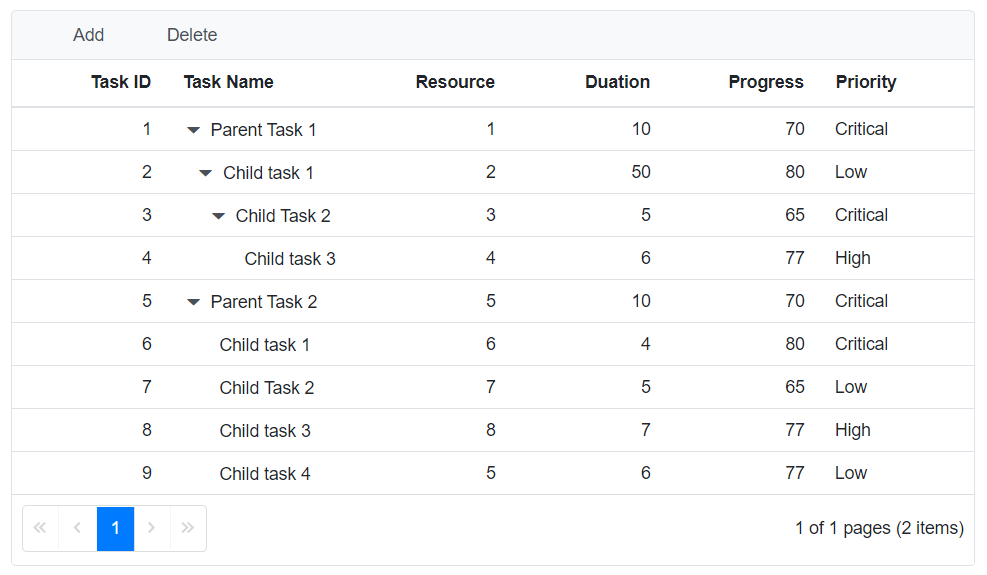 Add Delete
Task ID Task Name Resource Duation Progress Priority
1 Parent Task 1 1 10 70 Critical
2 Child task 1 2 50 80 Low
3 Child Task 2 3 5 65 Critical
4 Child task 3 4 6 77 High
5 Parent Task 2 5 10 70 Critical
6 Child task 1 6 4 80 Critical
7 Child Task 2 7 5 65 Low
8 Child task 3 8 7 77 High
9 Child task 4 5 6 77 Low
1 1 of 1 pages (2 items)